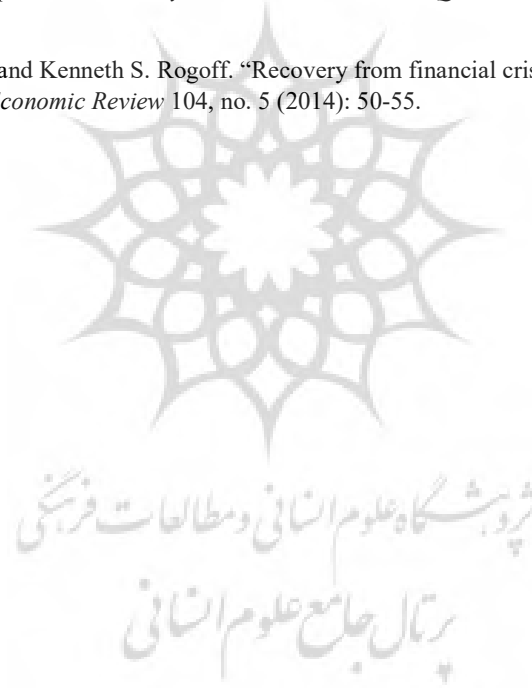 and Kenneth S. Rogoff. “Recovery from financial cris
Economic Review 104, no. 5 (2014): 50-55.
پژوهشگاه علوم انسانی و مطالعات فرهنگی
پرتال جامع علوم انسانی